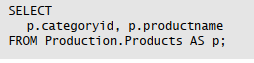 SELECT
p.categoryid, p.productname
FROM Production.Products AS p;